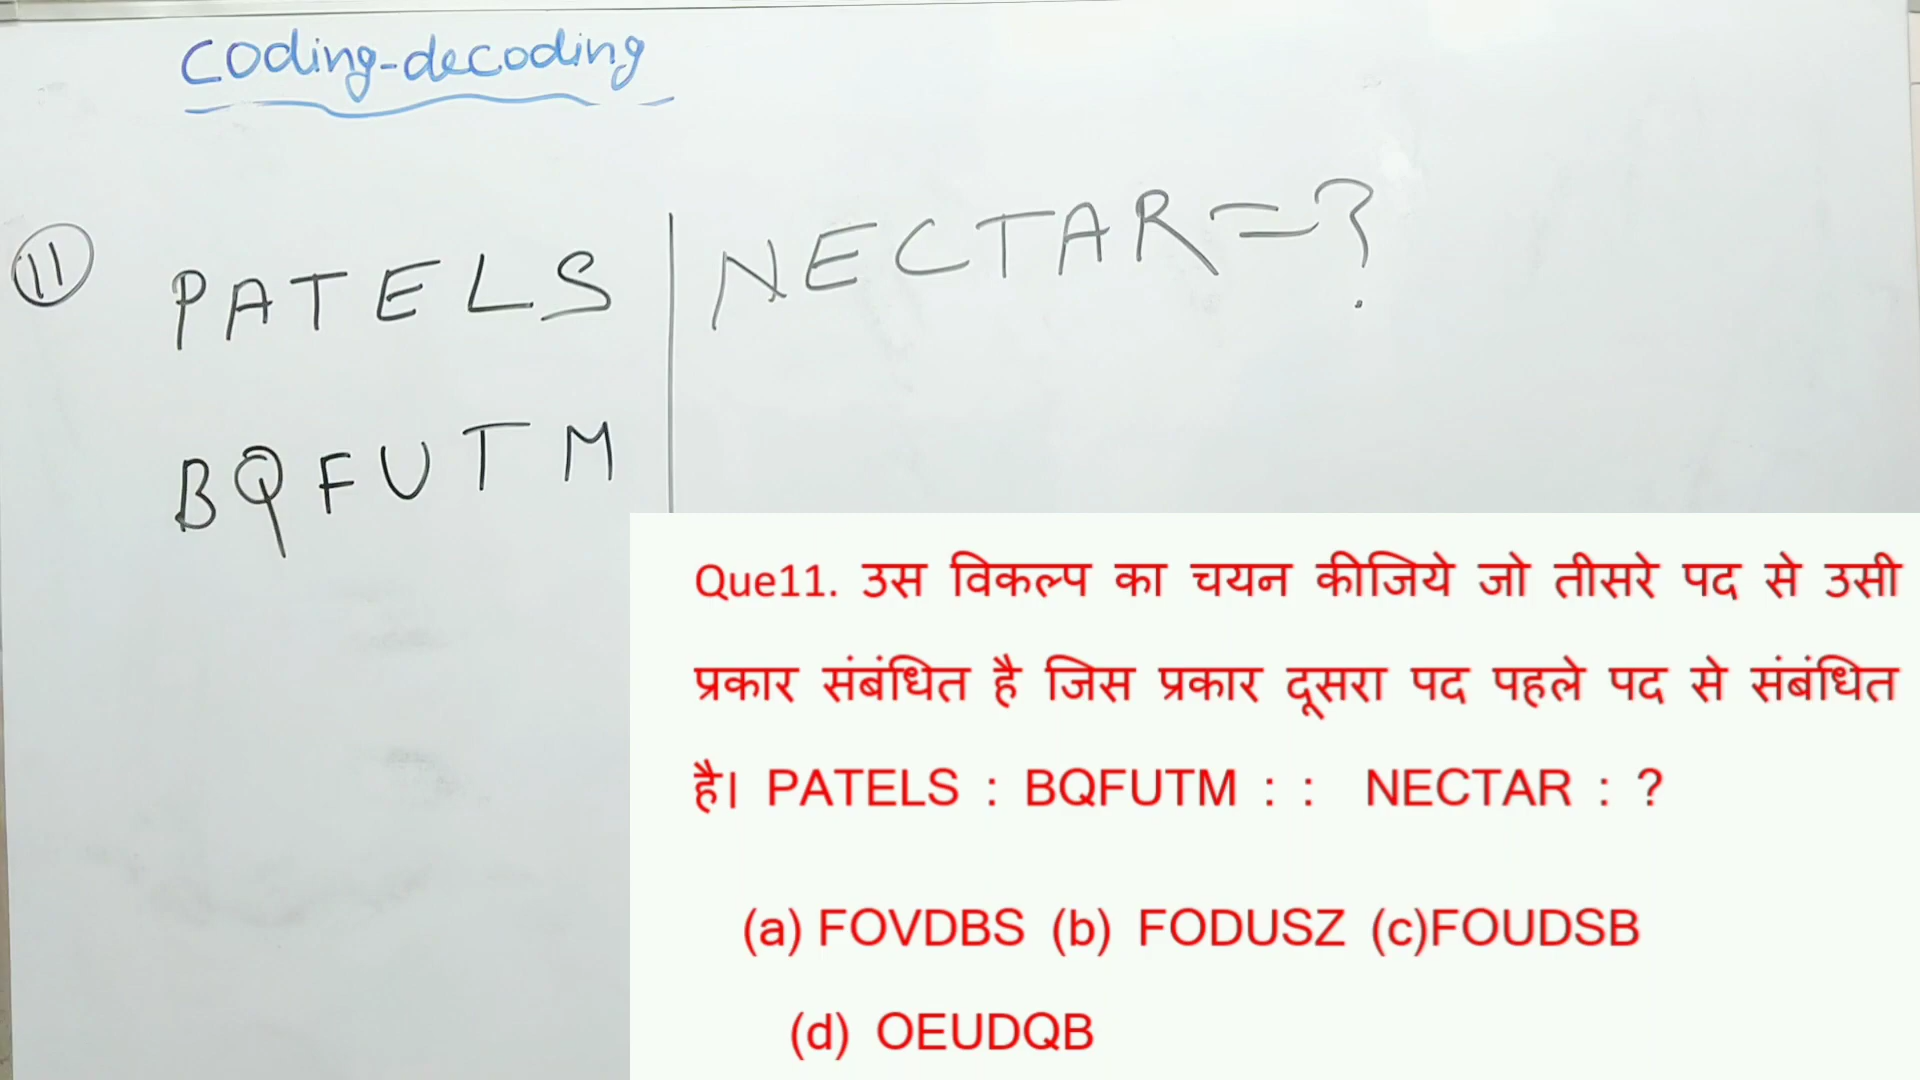 Coding-decoding
11 PATELS | NECTAR = ?
BQFUTM
Que11. उस विकल्प का चयन कीजिये जो तीसरे पद से उसी
प्रकार संबंधित है जिस प्रकार दूसरा पद पहले पद से संबंधित
है। PATELS : BQFUTM : : NECTAR : ?
(a) FOVDBS (b) FODUSZ (c)FOUDSB
(d) OEUDQB